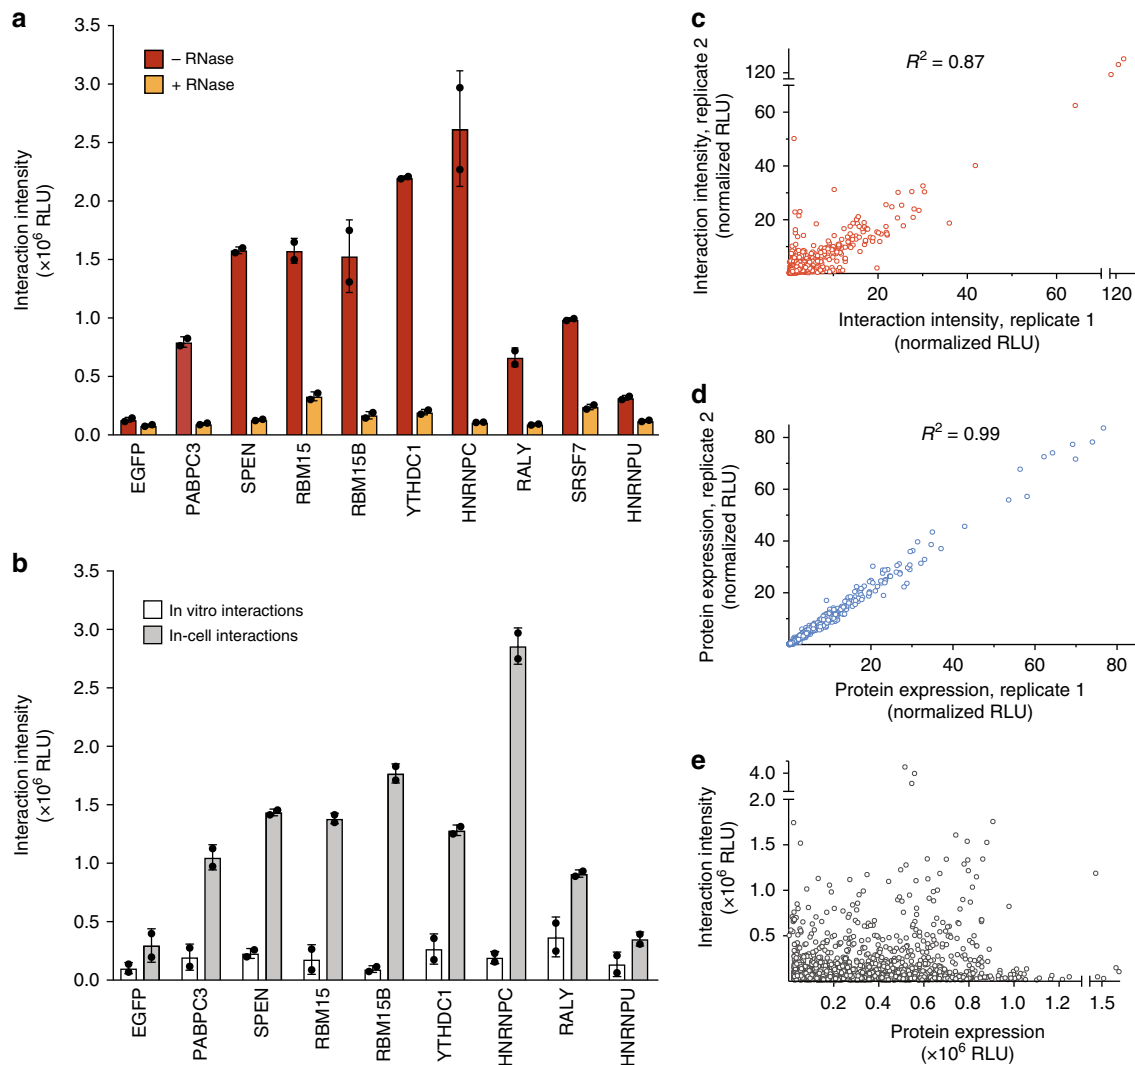 a
3.5
3.0
2.5
2.0
1.5
1.0
0.5
0.0
Interaction intensity
(×10⁶ RLU)
– RNase
+ RNase
EGFP
PABPC3
SPEN
RBM15
RBM15B
YTHDC1
HNRNPC
RALY
SRSF7
HNRNPU
b
3.5
3.0
2.5
2.0
1.5
1.0
0.5
0.0
Interaction intensity
(×10⁶ RLU)
In vitro interactions
In-cell interactions
EGFP
PABPC3
SPEN
RBM15
RBM15B
YTHDC1
HNRNPC
RALY
HNRNPU
c
Interaction intensity, replicate 2
(normalized RLU)
120
60
40
20
R² = 0.87
20 40 60 120
Interaction intensity, replicate 1
(normalized RLU)
d
Protein expression, replicate 2
(normalized RLU)
80
60
40
20
R² = 0.99
20 40 60 80
Protein expression, replicate 1
(normalized RLU)
e
Interaction intensity
(×10⁶ RLU)
4.0
2.0
1.5
1.0
0.5
0.2 0.4 0.6 0.8 1.0 1.5
Protein expression
(×10⁶ RLU)